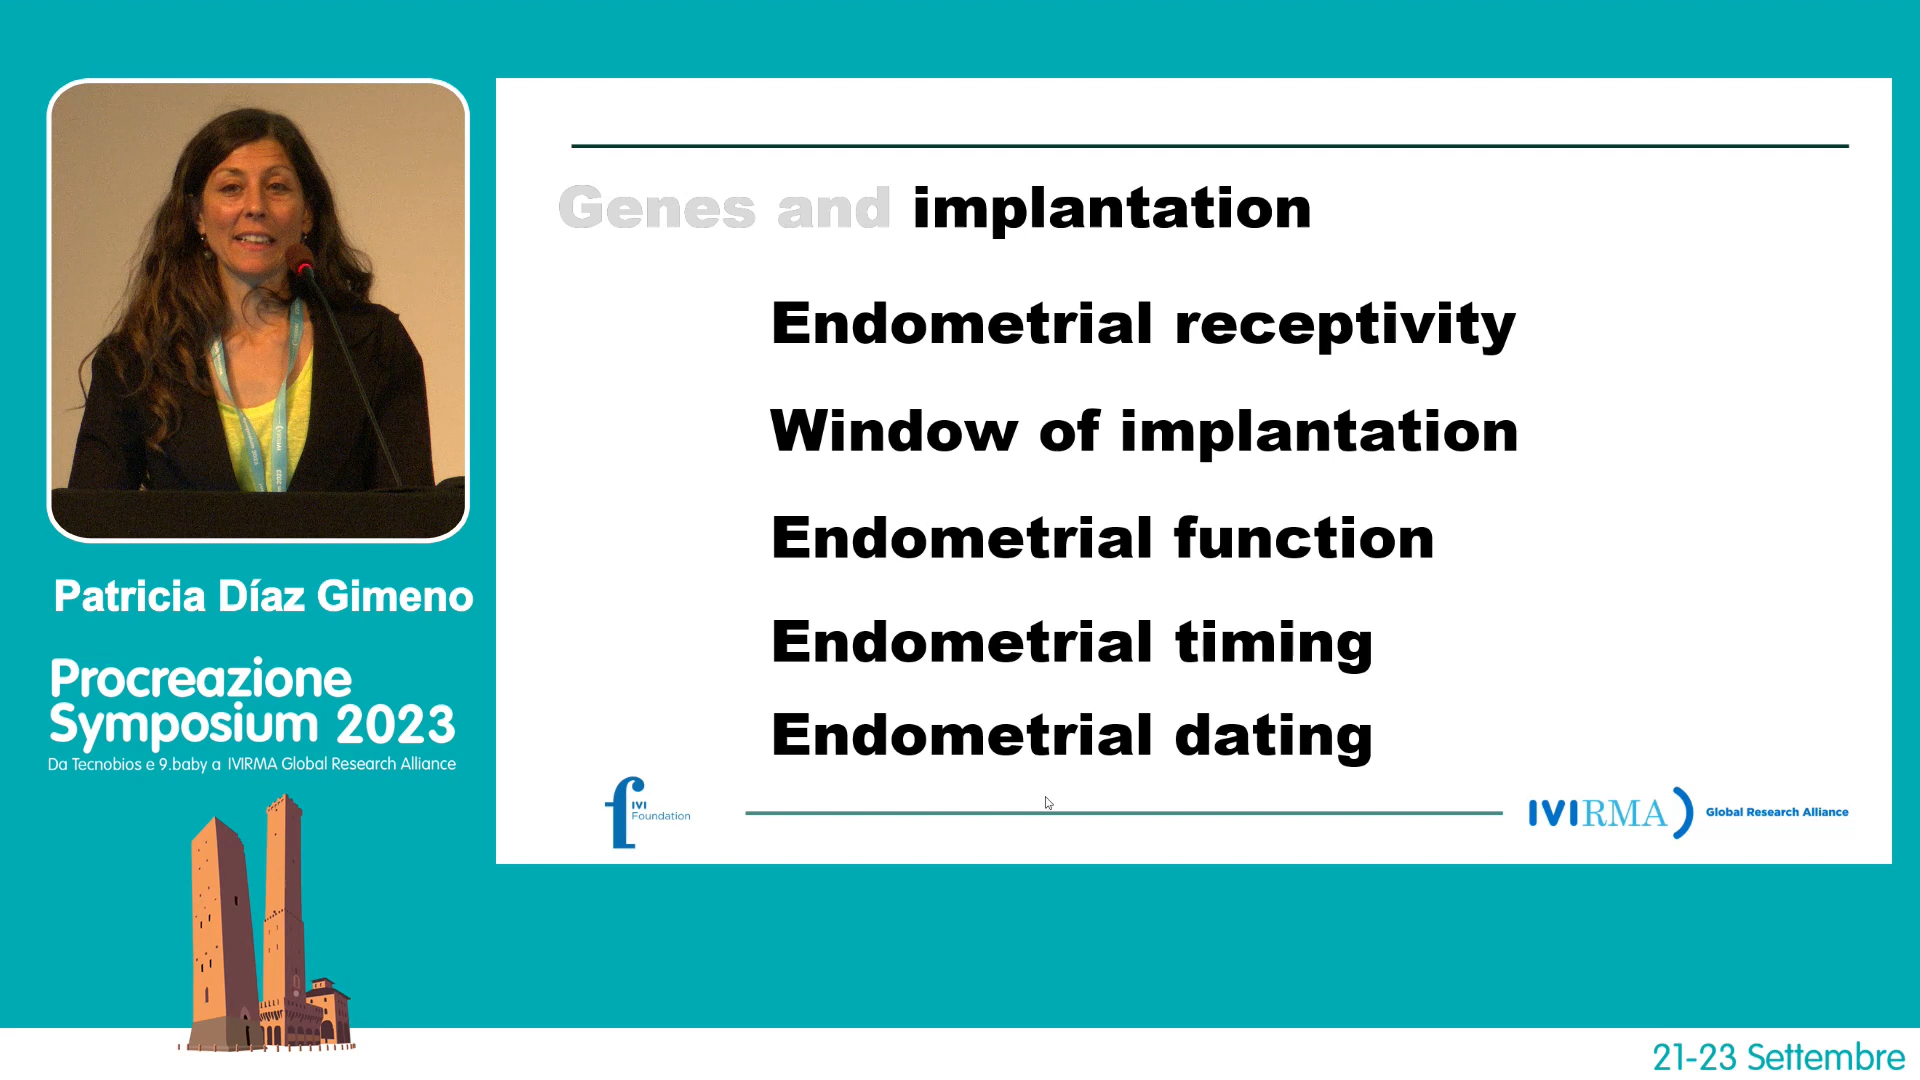 Genes and implantation
Endometrial receptivity
Window of implantation
Endometrial function
Endometrial timing
Endometrial dating
IVI
Foundation
IVIRMA Global Research Alliance
Patricia Díaz Gimeno
Procreazione
Symposium 2023
Da Tecnobios e 9.baby a IVIRMA Global Research Alliance
21-23 Settembre